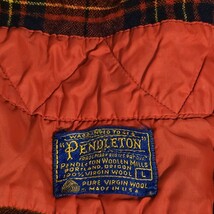 WARRANTED TO BE
"PENDLETON"
PENDLETON WOOLEN MILLS
PORTLAND, OREGON
100% VIRGIN WOOL
L
PURE VIRGIN WOOL
MADE IN U.S.A.